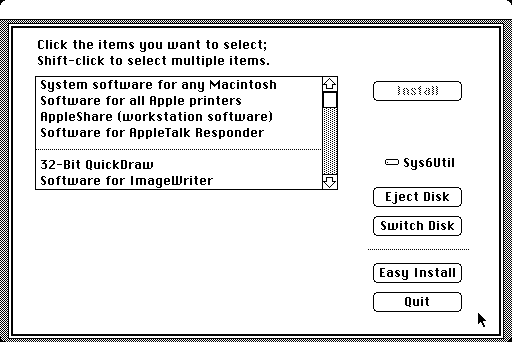 Click the items you want to select;
Shift-click to select multiple items.
System software for any Macintosh
Software for all Apple printers
AppleShare (workstation software)
Software for AppleTalk Responder
32-Bit QuickDraw
Software for ImageWriter
Install
Sys6Util
Eject Disk
Switch Disk
Easy Install
Quit